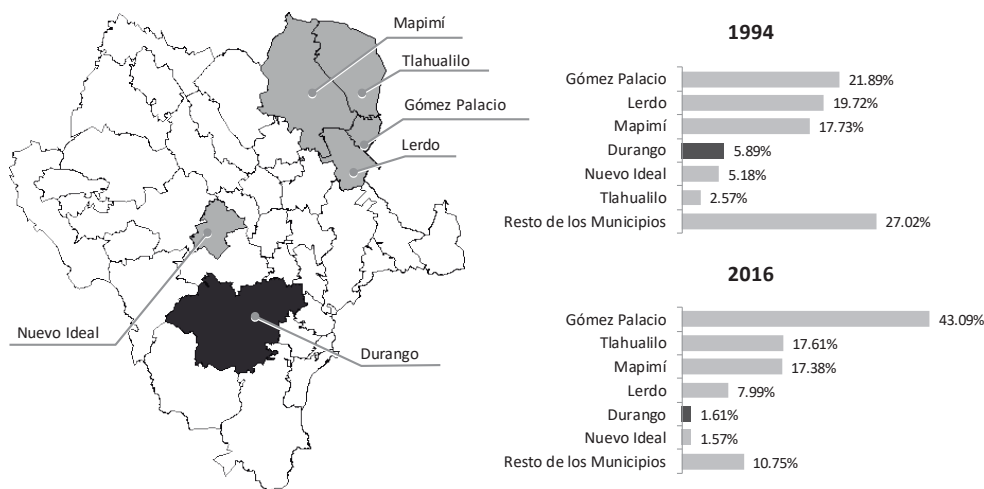 Mapimí
Tlahualilo
Gómez Palacio
Lerdo
Nuevo Ideal
Durango
1994
Gómez Palacio 21.89%
Lerdo 19.72%
Mapimí 17.73%
Durango 5.89%
Nuevo Ideal 5.18%
Tlahualilo 2.57%
Resto de los Municipios 27.02%
2016
Gómez Palacio 43.09%
Tlahualilo 17.61%
Mapimí 17.38%
Lerdo 7.99%
Durango 1.61%
Nuevo Ideal 1.57%
Resto de los Municipios 10.75%